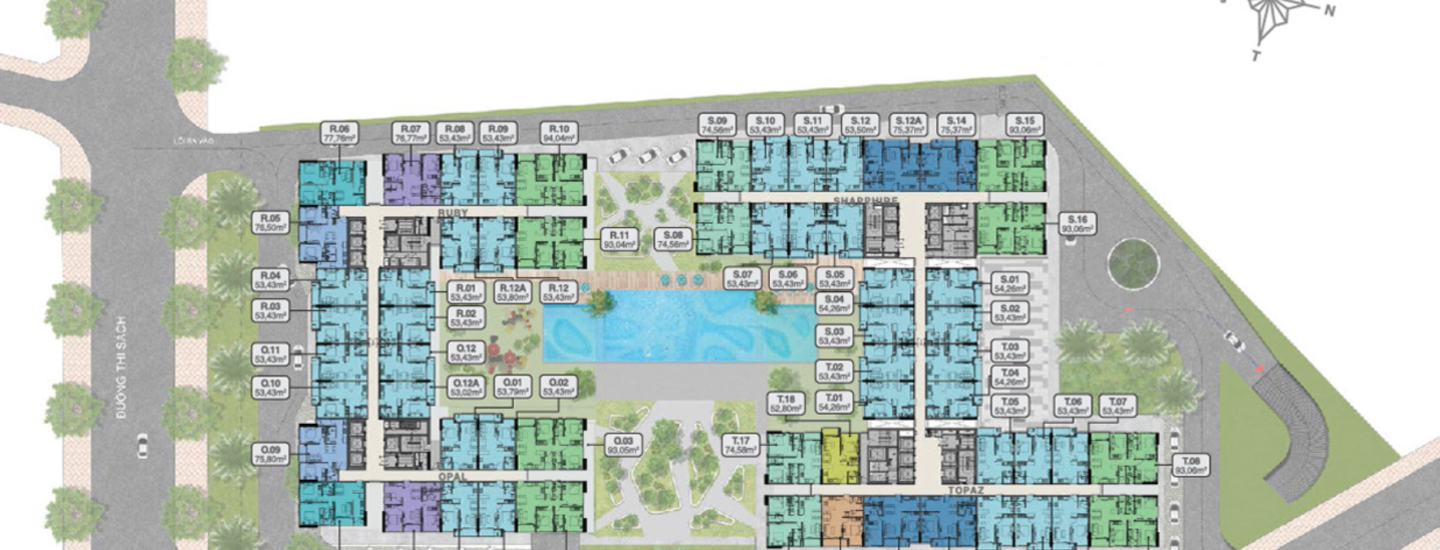 N
T
R.06
77,76m²
R.07
76,77m²
R.08
53,43m²
R.09
53,43m²
R.10
94,04m²
S.09
74,56m²
S.10
53,43m²
S.11
53,43m²
S.12
53,50m²
S.12A
75,37m²
S.14
75,37m²
S.15
93,06m²
LỐI RA VÀO
R.05
76,50m²
RUBY
R.11
93,04m²
S.08
74,56m²
SHAPPHIRE
S.16
93,06m²
R.04
53,43m²
R.01
53,43m²
R.12A
53,80m²
R.12
53,43m²
S.07
53,43m²
S.06
53,43m²
S.05
53,43m²
S.01
54,26m²
R.03
53,43m²
R.02
53,43m²
S.04
54,26m²
S.02
53,43m²
ĐƯỜNG THI SÁCH
O.11
53,43m²
O.12
53,43m²
S.03
53,43m²
T.03
53,43m²
O.10
53,43m²
O.12A
53,02m²
O.01
53,79m²
O.02
53,43m²
T.02
53,43m²
T.04
54,26m²
T.18
52,80m²
T.01
54,26m²
T.05
53,43m²
T.06
53,43m²
T.07
53,43m²
O.09
75,80m²
O.03
93,05m²
T.17
74,58m²
T.08
93,06m²
OPAL
TOPAZ